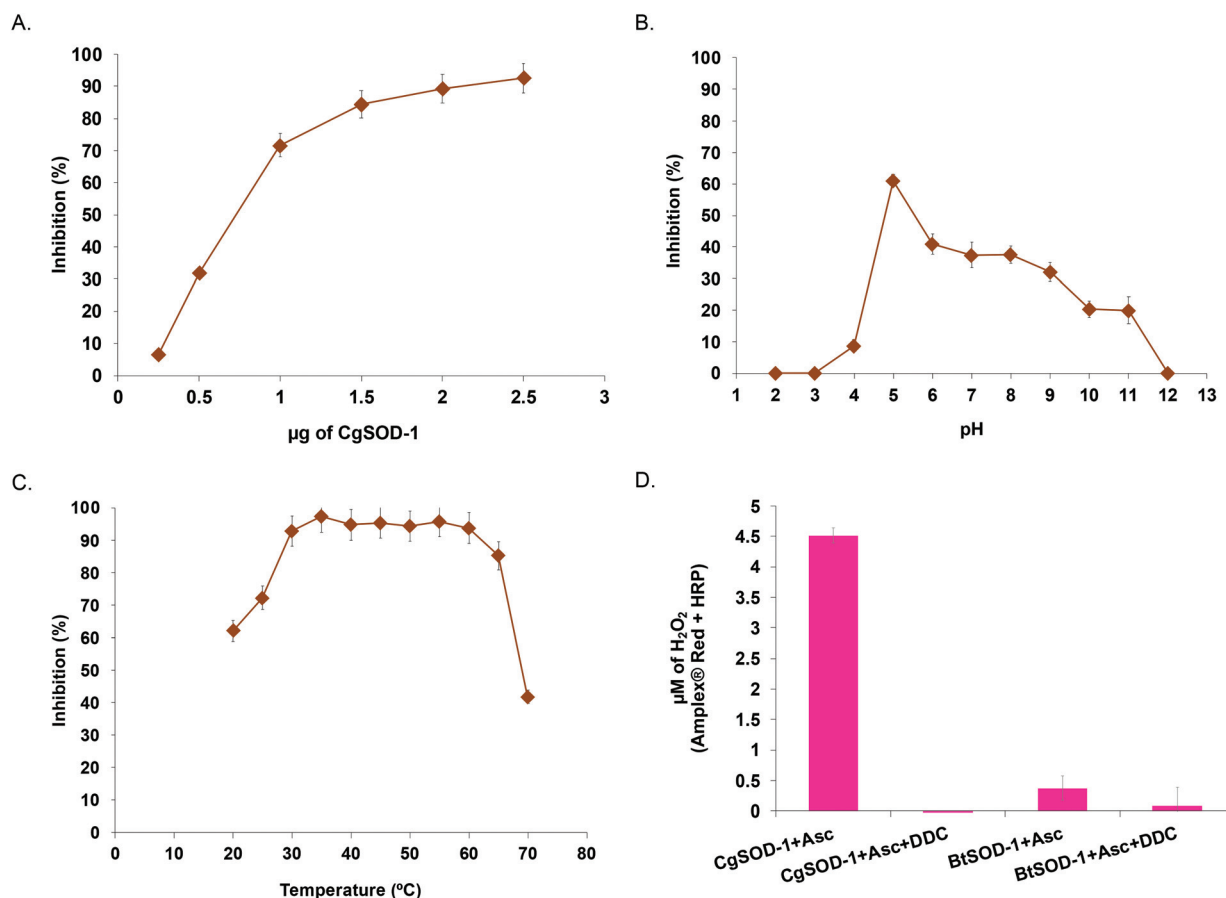 A.
100
90
80
70
60
50
40
30
20
10
0
Inhibition (%)
0 0.5 1 1.5 2 2.5 3
µg of CgSOD-1
B.
100
90
80
70
60
50
40
30
20
10
0
Inhibition (%)
1 2 3 4 5 6 7 8 9 10 11 12 13
pH
C.
100
90
80
70
60
50
40
30
20
10
0
Inhibition (%)
0 10 20 30 40 50 60 70 80
Temperature (ºC)
D.
5
4.5
4
3.5
3
2.5
2
1.5
1
0.5
0
µM of H₂O₂
(Amplex® Red + HRP)
CgSOD-1+Asc
CgSOD-1+Asc+DDC
BtSOD-1+Asc
BtSOD-1+Asc+DDC